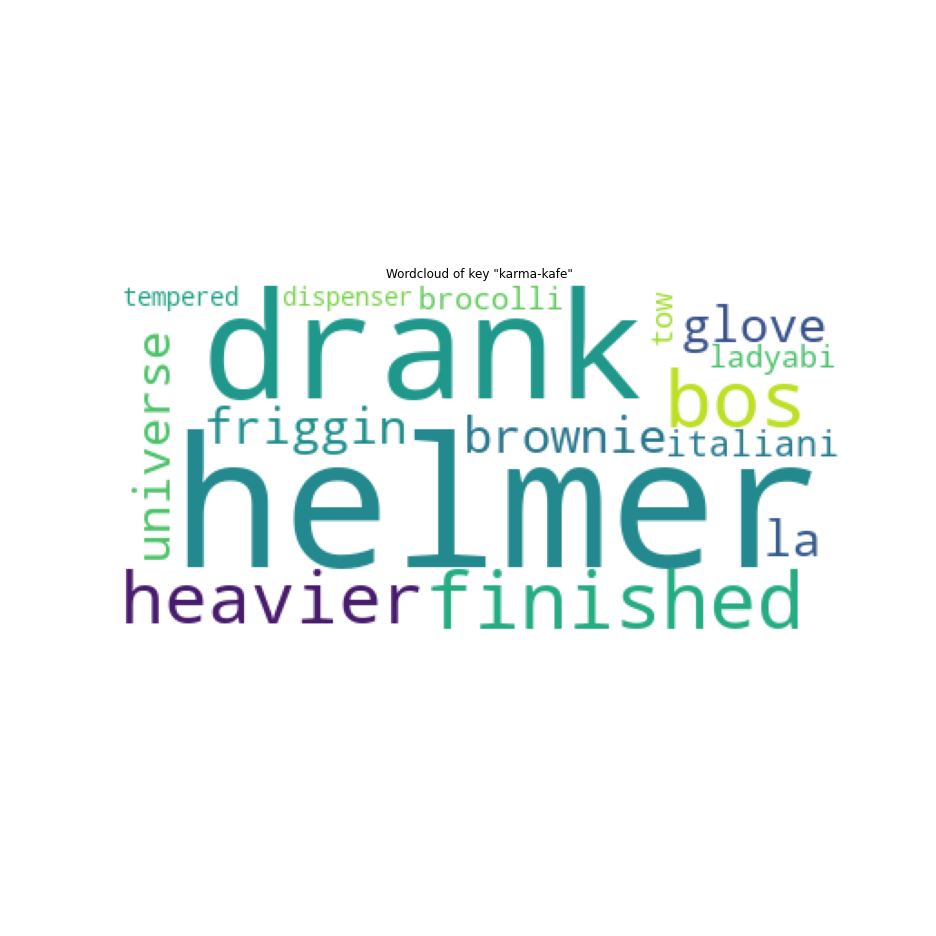 Wordcloud of key "karma-kafe"
tempered
dispenser
brocolli
tow
glove
drank
ladyabi
universe
bos
friggin
brownie
italiani
helmer
la
heavier
finished